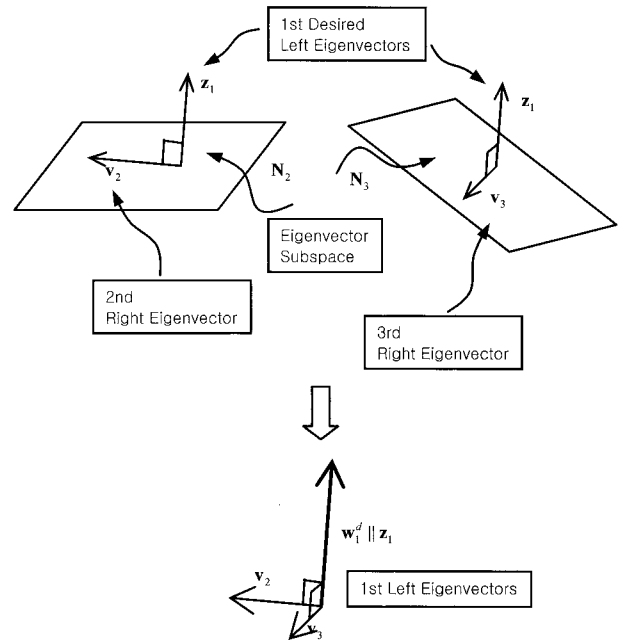 1st Desired
Left Eigenvectors
z₁
z₁
v₂
N₂
N₃
v₃
Eigenvector
Subspace
2nd
Right Eigenvector
3rd
Right Eigenvector
w₁ᵈ || z₁
v₂
1st Left Eigenvectors
v₃